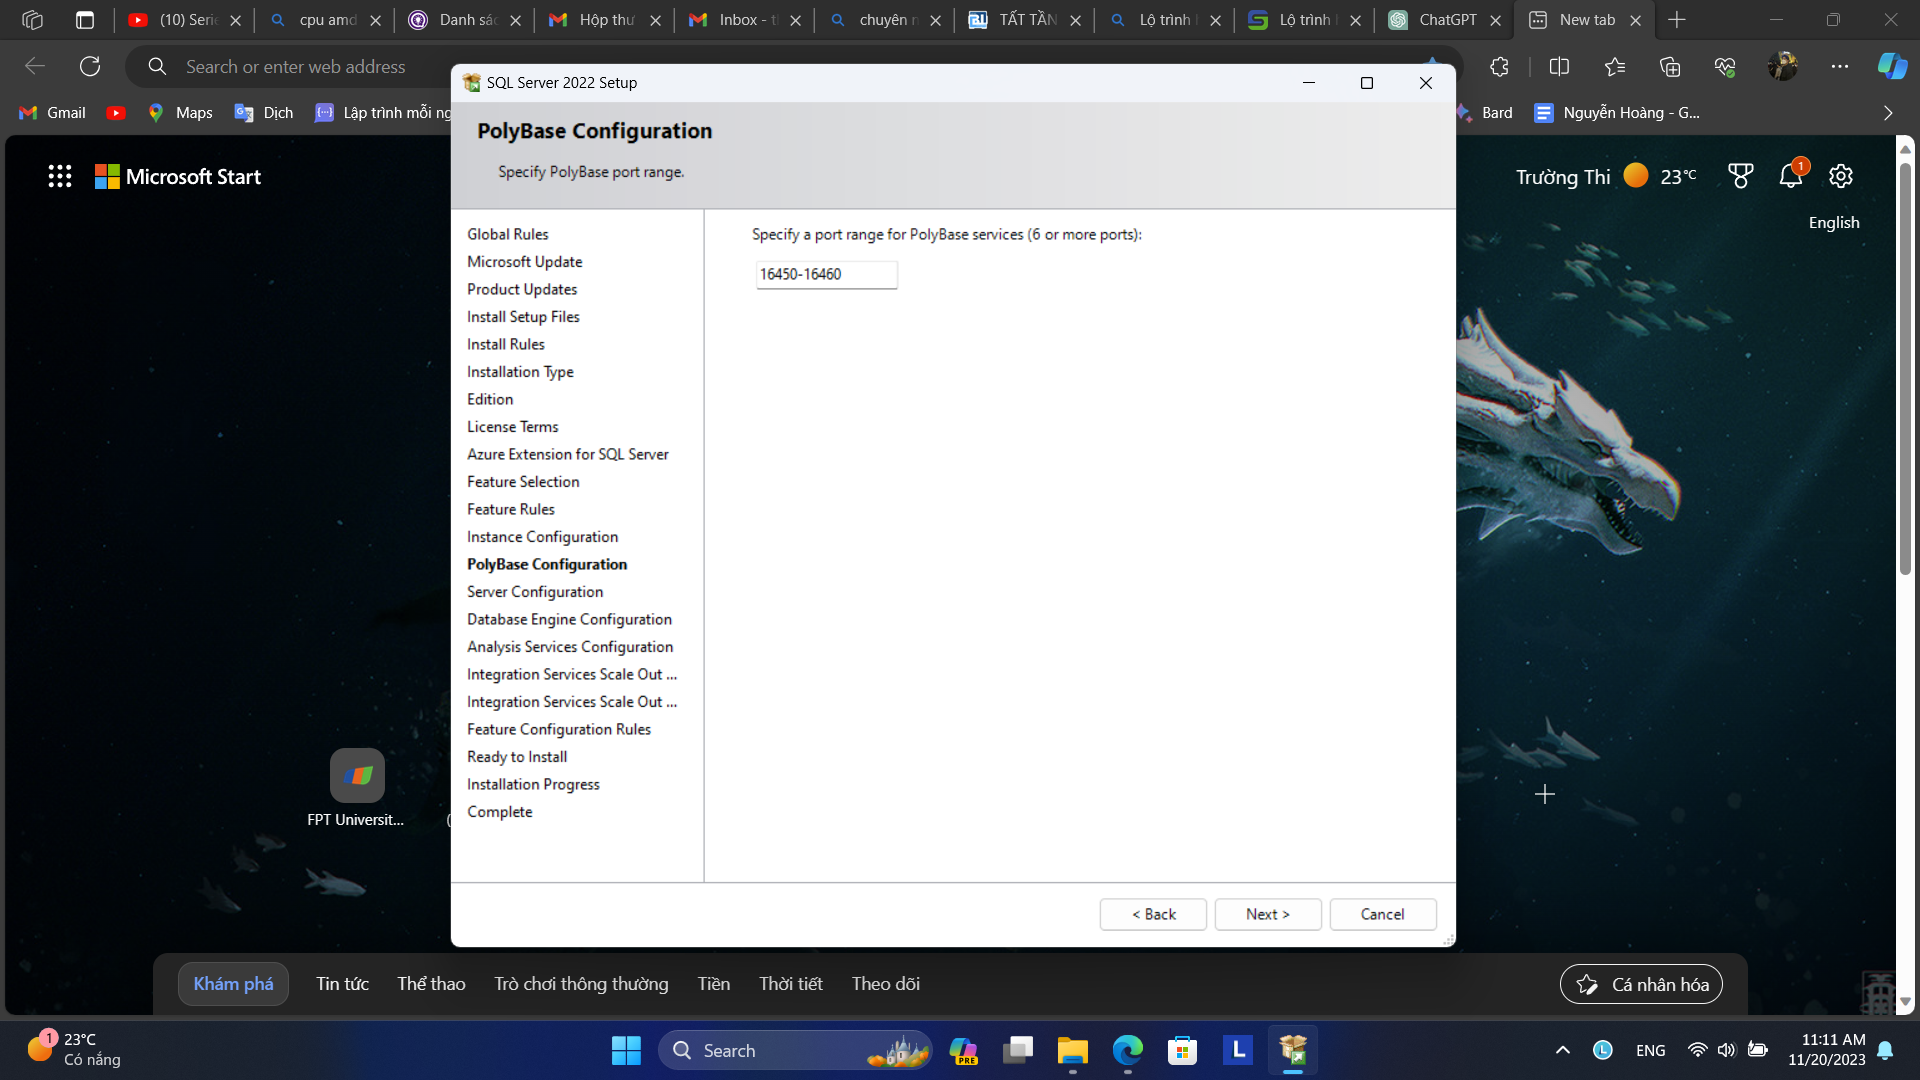 (10) Serie
cpu amd
Danh sác
Hộp thư
Inbox - t
chuyên n
TẤT TẦN
Lộ trình
Lộ trình
ChatGPT
New tab
Search or enter web address
Gmail
Maps
Dịch
Lập trình mỗi ng
Bard
Nguyễn Hoàng - G...
SQL Server 2022 Setup
PolyBase Configuration
Specify PolyBase port range.
Microsoft Start
Trường Thi
23°C
1
English
Global Rules
Microsoft Update
Product Updates
Install Setup Files
Install Rules
Installation Type
Edition
License Terms
Azure Extension for SQL Server
Feature Selection
Feature Rules
Instance Configuration
PolyBase Configuration
Server Configuration
Database Engine Configuration
Analysis Services Configuration
Integration Services Scale Out ...
Integration Services Scale Out ...
Feature Configuration Rules
Ready to Install
Installation Progress
Complete
Specify a port range for PolyBase services (6 or more ports):
16450-16460
FPT Universit...
(
< Back
Next >
Cancel
Khám phá
Tin tức
Thể thao
Trò chơi thông thường
Tiền
Thời tiết
Theo dõi
Cá nhân hóa
1
23°C
Có nắng
Search
PRE
L
L
ENG
11:11 AM
11/20/2023